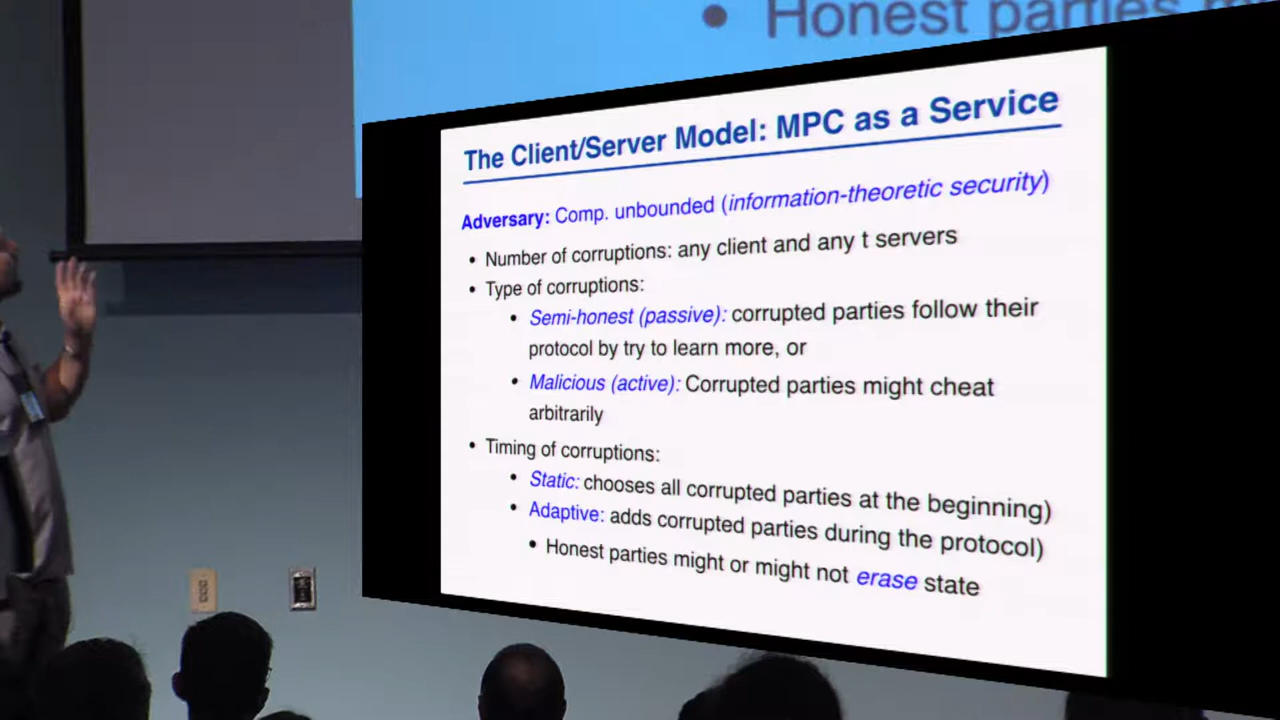 • Honest parties
The Client/Server Model: MPC as a Service
Adversary: Comp. unbounded (information-theoretic security)
• Number of corruptions: any client and any t servers
• Type of corruptions:
• Semi-honest (passive): corrupted parties follow their
protocol by try to learn more, or
• Malicious (active): Corrupted parties might cheat
arbitrarily
• Timing of corruptions:
• Static: chooses all corrupted parties at the beginning)
• Adaptive: adds corrupted parties during the protocol)
• Honest parties might or might not erase state